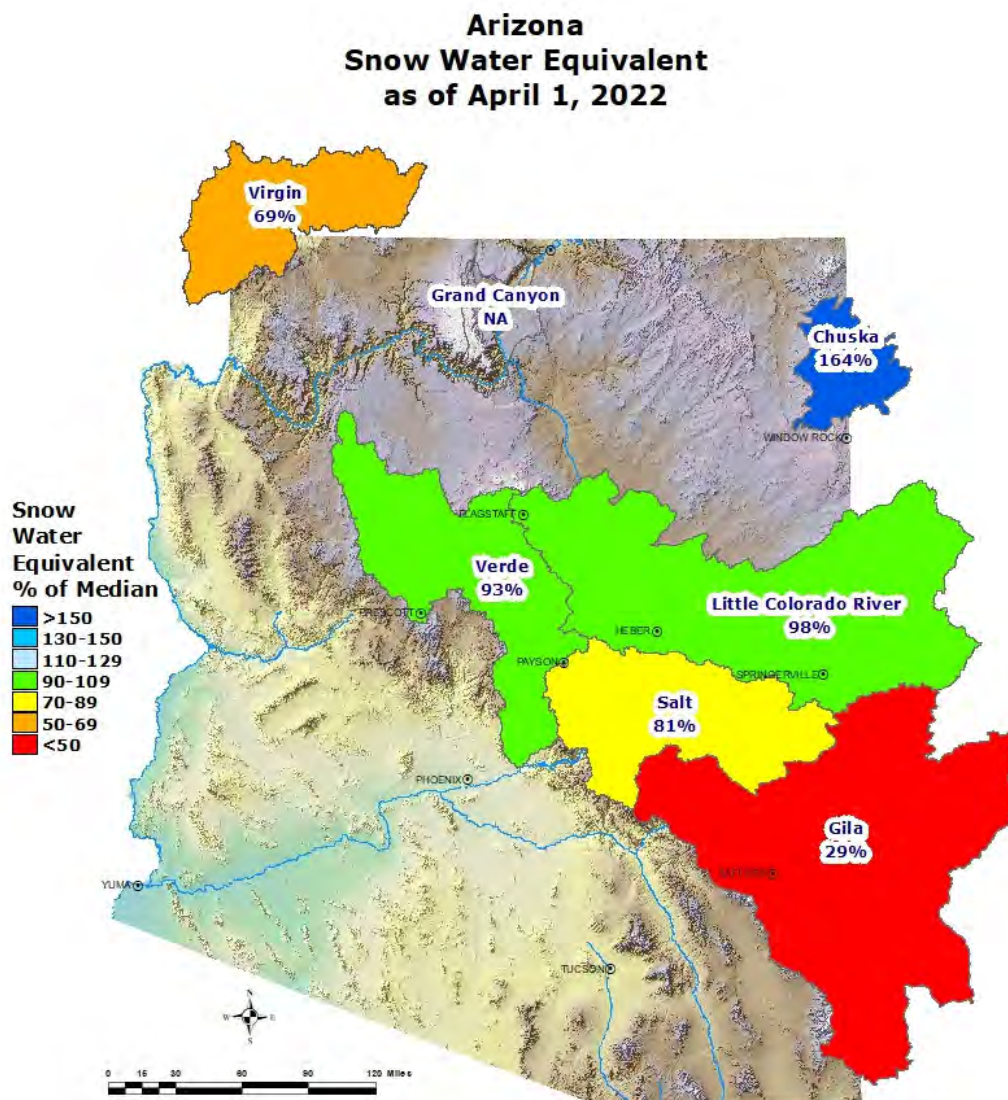 Arizona
Snow Water Equivalent
as of April 1, 2022
Virgin
69%
PAGE
Grand Canyon
NA
Chuska
164%
WINDOW ROCK
Snow
Water
Equivalent
% of Median
>150
130-150
110-129
90-109
70-89
50-69
<50
FLAGSTAFF
Verde
93%
Little Colorado River
98%
PRESCOTT
HEBER
PAYSON
SPRINGERVILLE
Salt
81%
PHOENIX
Gila
29%
YUMA
TUCSON
N
W E
S
0 15 30 60 90 120 Miles